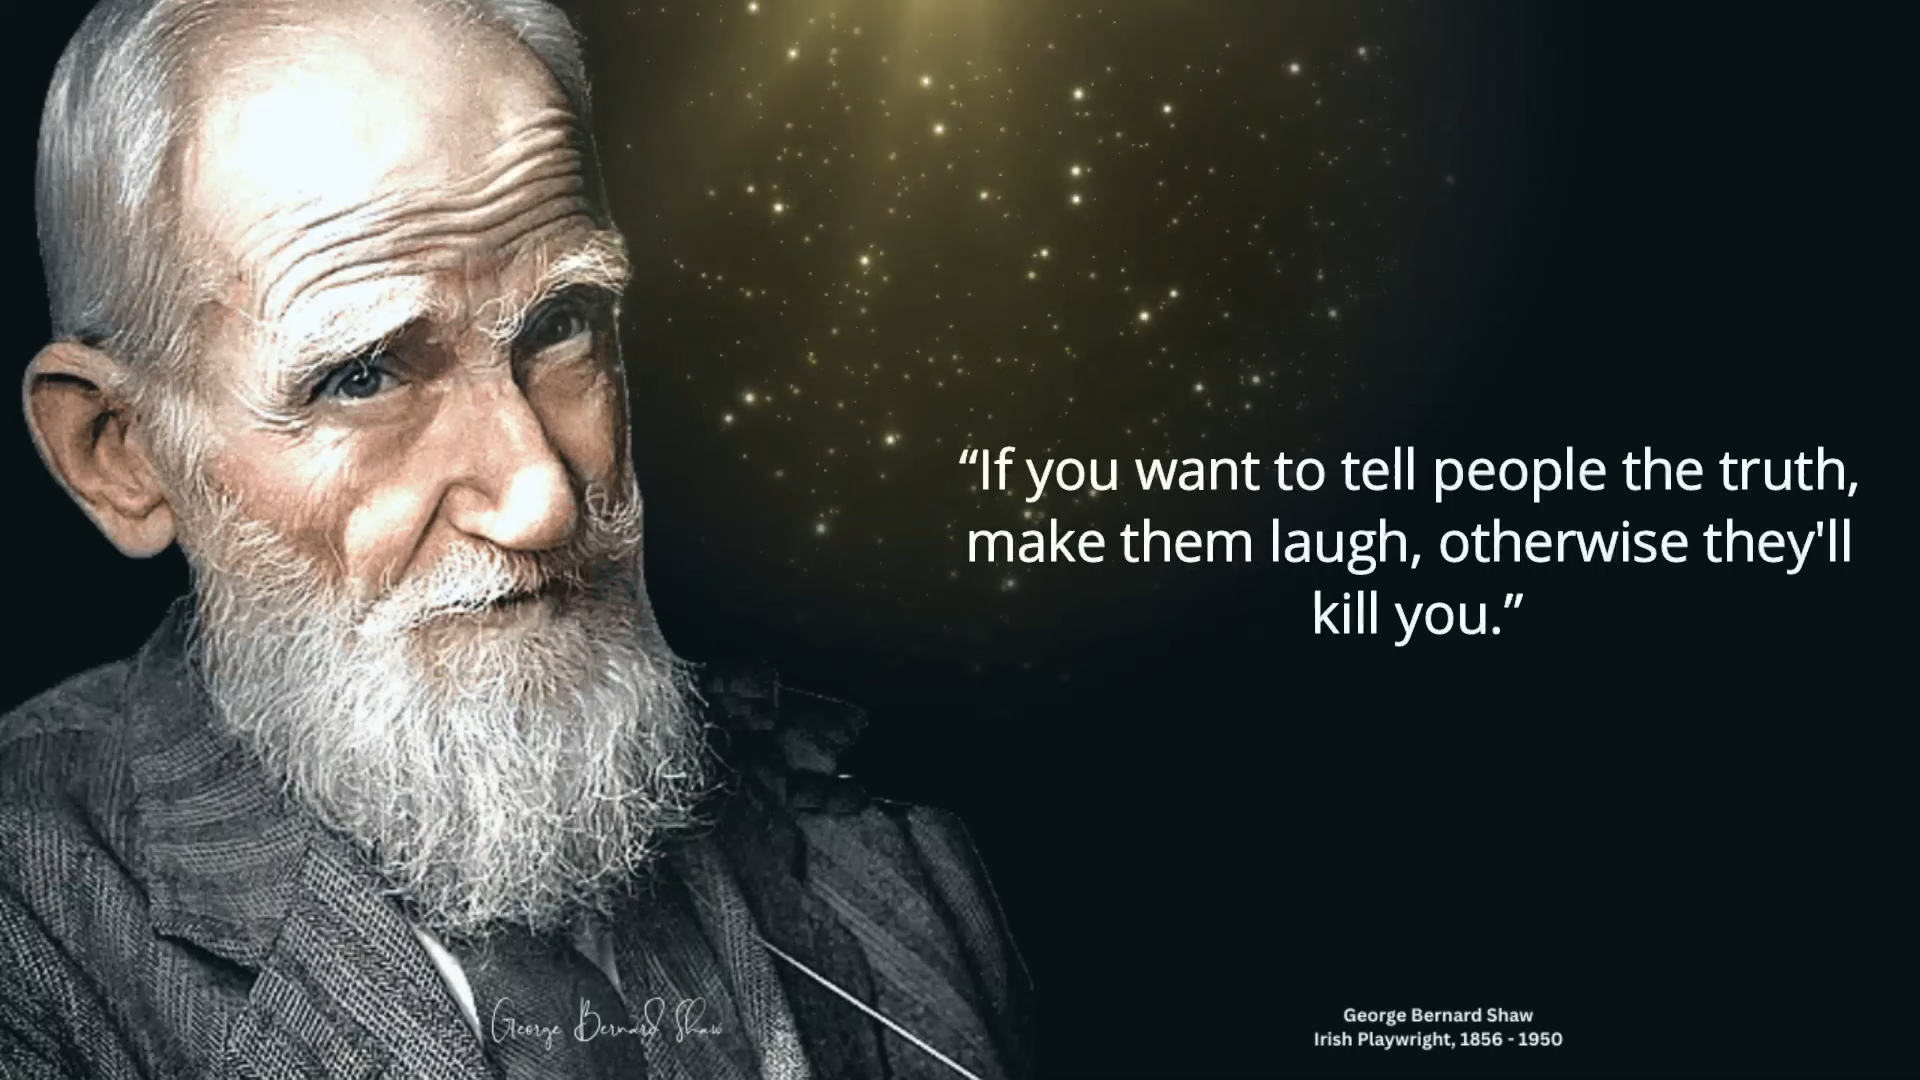 “If you want to tell people the truth,
make them laugh, otherwise they'll
kill you.”
George Bernard Shaw
George Bernard Shaw
Irish Playwright, 1856 - 1950